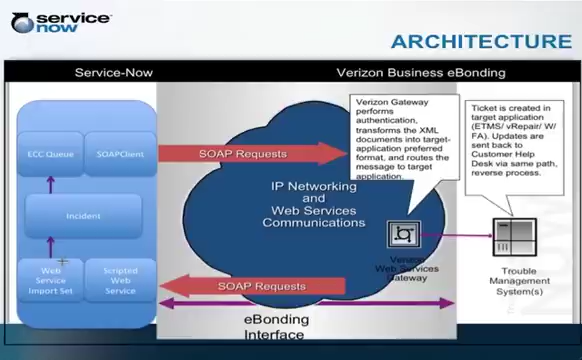 service
now
ARCHITECTURE
Service-Now
Verizon Business eBonding
Verizon Gateway
performs
authentication,
transforms the XML
documents into target-
application preferred
format, and routes the
message to target
application.
Ticket is created in
target application
(ETMS/ vRepair/ W/
FA). Updates are
sent back to
Customer Help
Desk via same path,
reverse process.
ECC Queue
SOAPClient
SOAP Requests
IP Networking
and
Web Services
Communications
Incident
Verizon
Web Services
Gateway
Web
Service
Import Set
Scripted
Web
Service
SOAP Requests
Trouble
Management
System(s)
eBonding
Interface